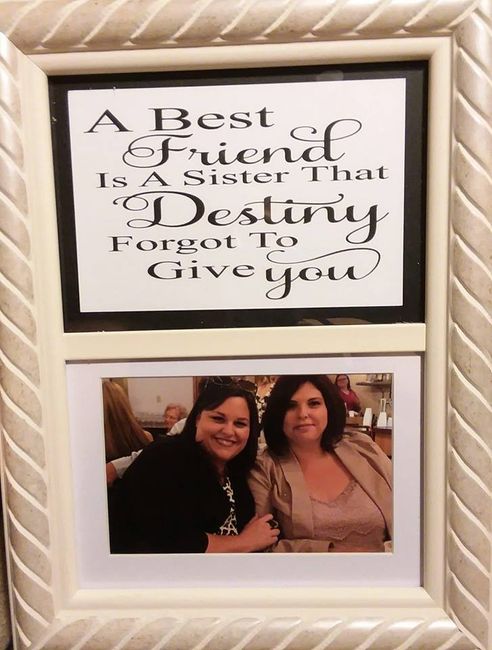 A Best
Friend
Is A Sister That
Destiny
Forgot To
Give you